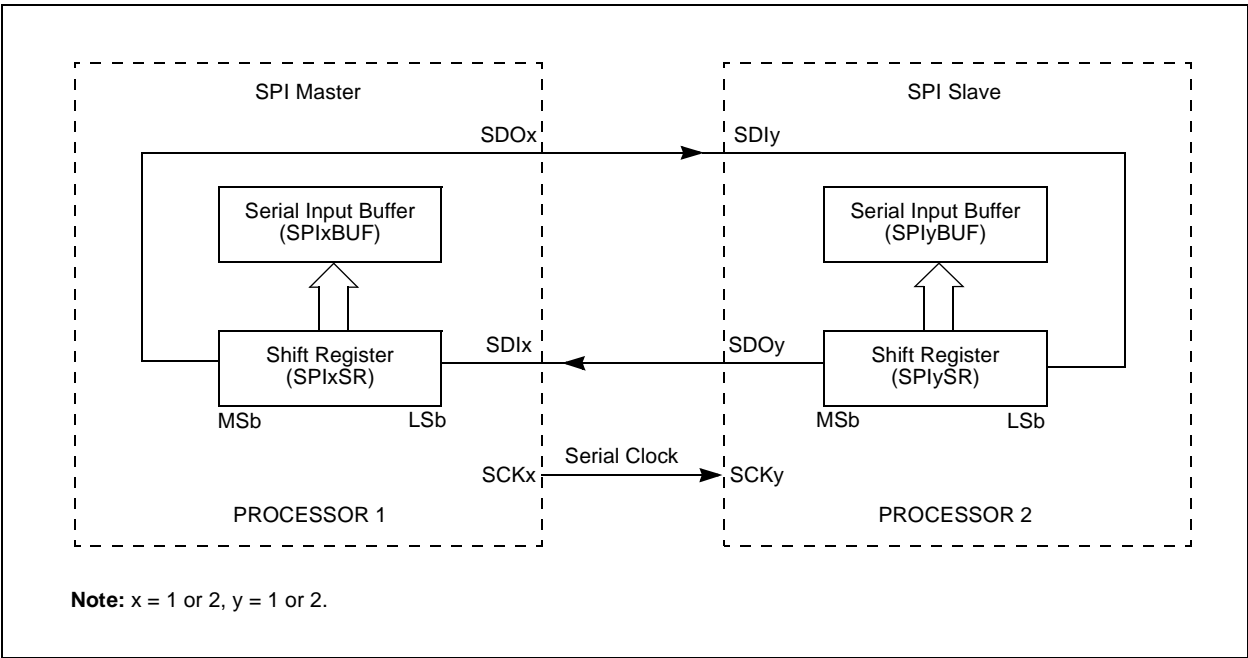 SPI Master
SPI Slave
SDOx
SDIy
Serial Input Buffer
(SPIxBUF)
Serial Input Buffer
(SPIyBUF)
SDIx
SDOy
Shift Register
(SPIxSR)
Shift Register
(SPIySR)
MSb
LSb
MSb
LSb
Serial Clock
SCKx
SCKy
PROCESSOR 1
PROCESSOR 2
Note: x = 1 or 2, y = 1 or 2.